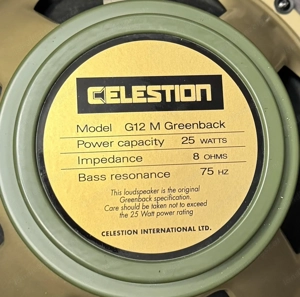 CELESTION
Model G12 M Greenback
Power capacity 25 WATTS
Impedance 8 OHMS
Bass resonance 75 HZ
This loudspeaker is the original
Greenback specification.
Care should be taken not to exceed
the 25 Watt power rating
CELESTION INTERNATIONAL LTD.